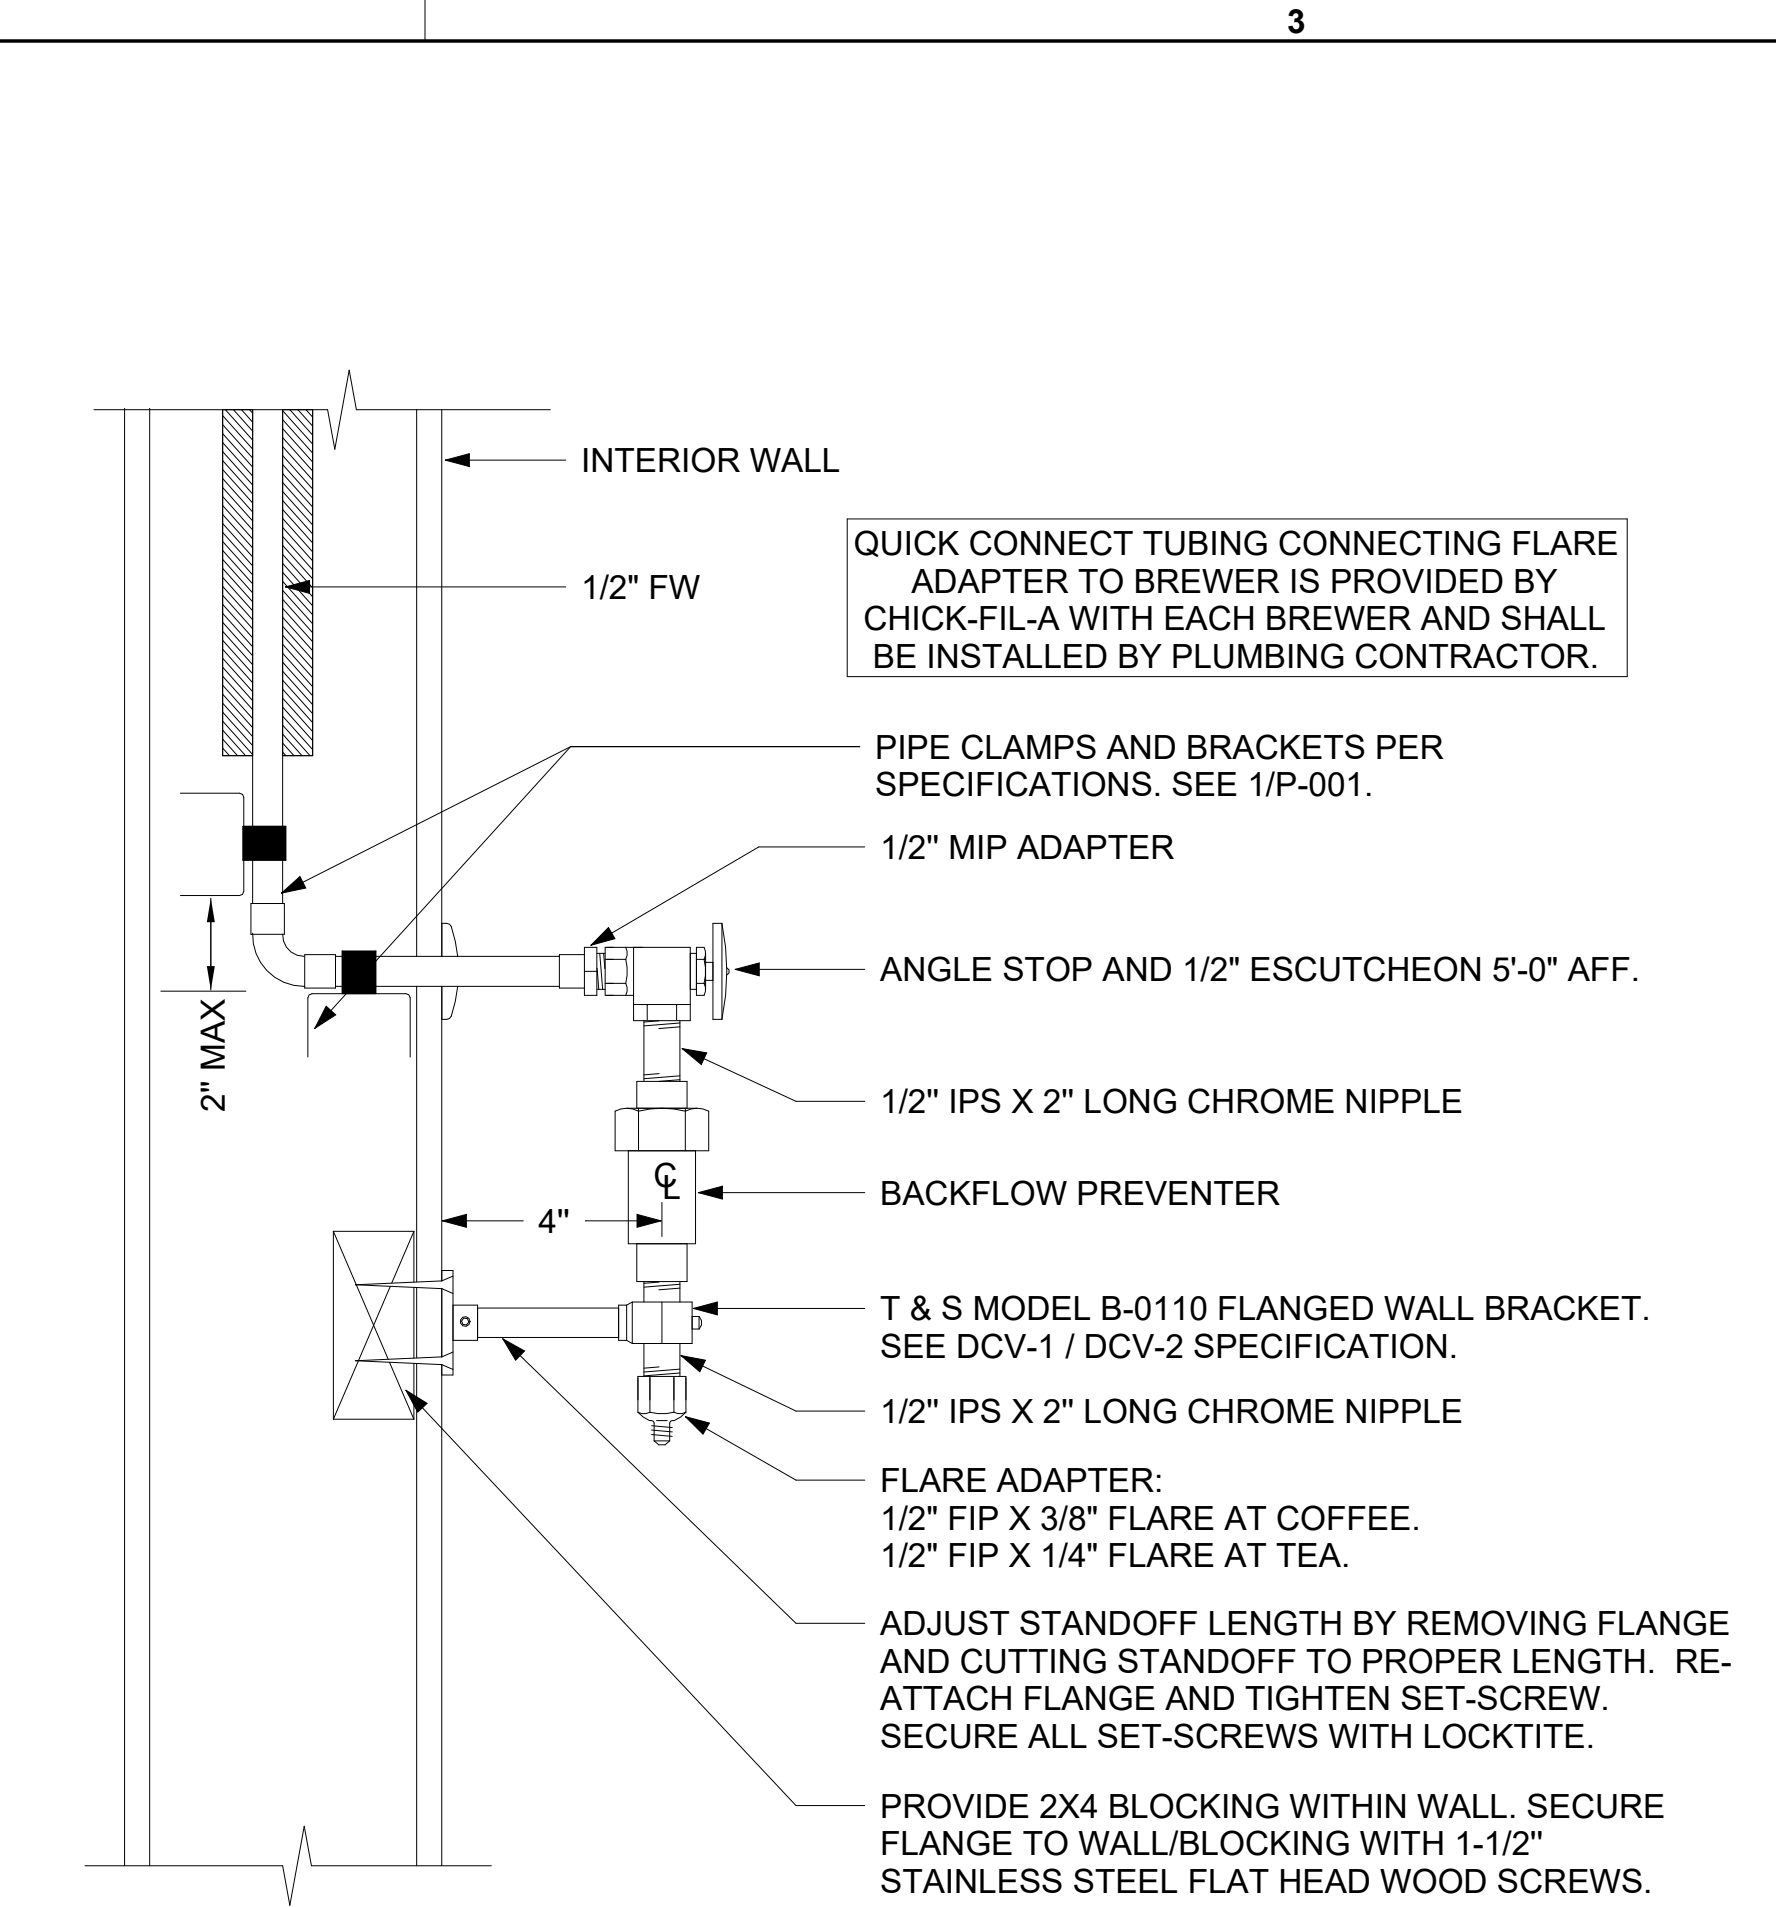 3
INTERIOR WALL
1/2" FW
QUICK CONNECT TUBING CONNECTING FLARE
ADAPTER TO BREWER IS PROVIDED BY
CHICK-FIL-A WITH EACH BREWER AND SHALL
BE INSTALLED BY PLUMBING CONTRACTOR.
PIPE CLAMPS AND BRACKETS PER
SPECIFICATIONS. SEE 1/P-001.
1/2" MIP ADAPTER
ANGLE STOP AND 1/2" ESCUTCHEON 5'-0" AFF.
2" MAX
1/2" IPS X 2" LONG CHROME NIPPLE
℄
BACKFLOW PREVENTER
4"
T & S MODEL B-0110 FLANGED WALL BRACKET.
SEE DCV-1 / DCV-2 SPECIFICATION.
1/2" IPS X 2" LONG CHROME NIPPLE
FLARE ADAPTER:
1/2" FIP X 3/8" FLARE AT COFFEE.
1/2" FIP X 1/4" FLARE AT TEA.
ADJUST STANDOFF LENGTH BY REMOVING FLANGE
AND CUTTING STANDOFF TO PROPER LENGTH. RE-
ATTACH FLANGE AND TIGHTEN SET-SCREW.
SECURE ALL SET-SCREWS WITH LOCKTITE.
PROVIDE 2X4 BLOCKING WITHIN WALL. SECURE
FLANGE TO WALL/BLOCKING WITH 1-1/2"
STAINLESS STEEL FLAT HEAD WOOD SCREWS.